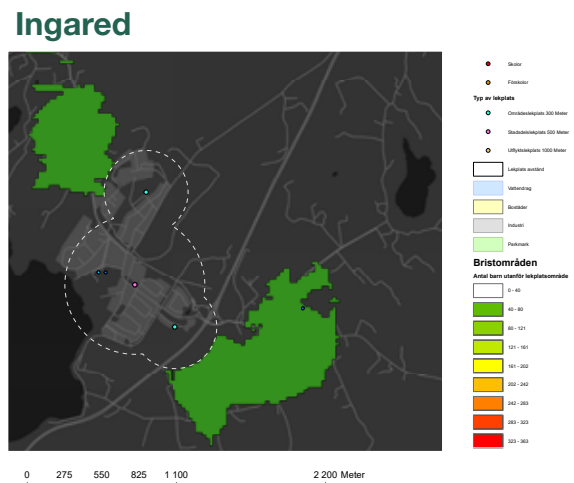 Ingared
Skolor
Förskolor
Typ av lekplats
Områdeslekplats 300 Meter
Stadsdelslekplats 500 Meter
Utflyktslekplats 1000 Meter
Lekplats avstånd
Vattendrag
Bostäder
Industri
Parkmark
Bristområden
Antal barn utanför lekplatsområde
0 - 40
40 - 80
80 - 121
121 - 161
161 - 202
202 - 242
242 - 283
283 - 323
323 - 363
0 275 550 825 1 100 2 200 Meter